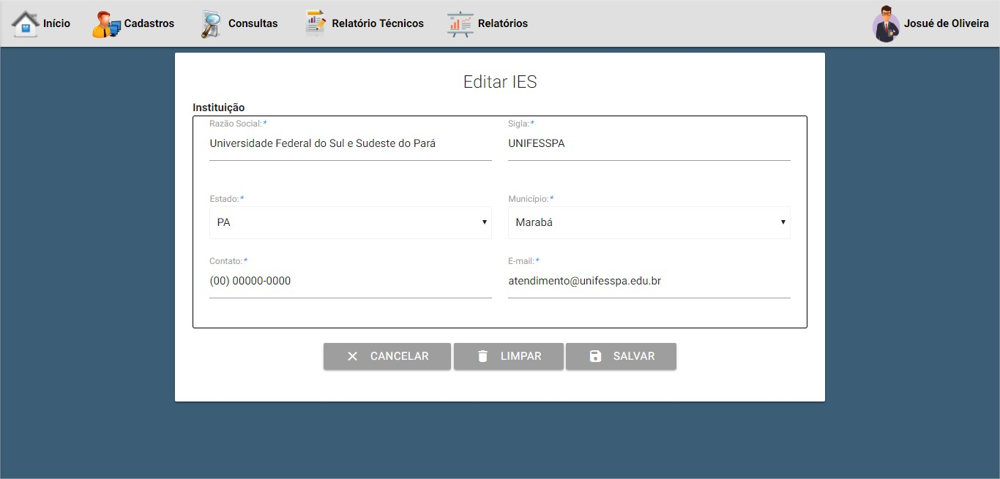 Início Cadastros Consultas Relatório Técnicos Relatórios Josué de Oliveira
Editar IES
Instituição
Razão Social:* Sigla:*
Universidade Federal do Sul e Sudeste do Pará UNIFESSPA
Estado:* Município:*
PA Marabá
Contato:* E-mail:*
(00) 00000-0000 atendimento@unifesspa.edu.br
CANCELAR LIMPAR SALVAR